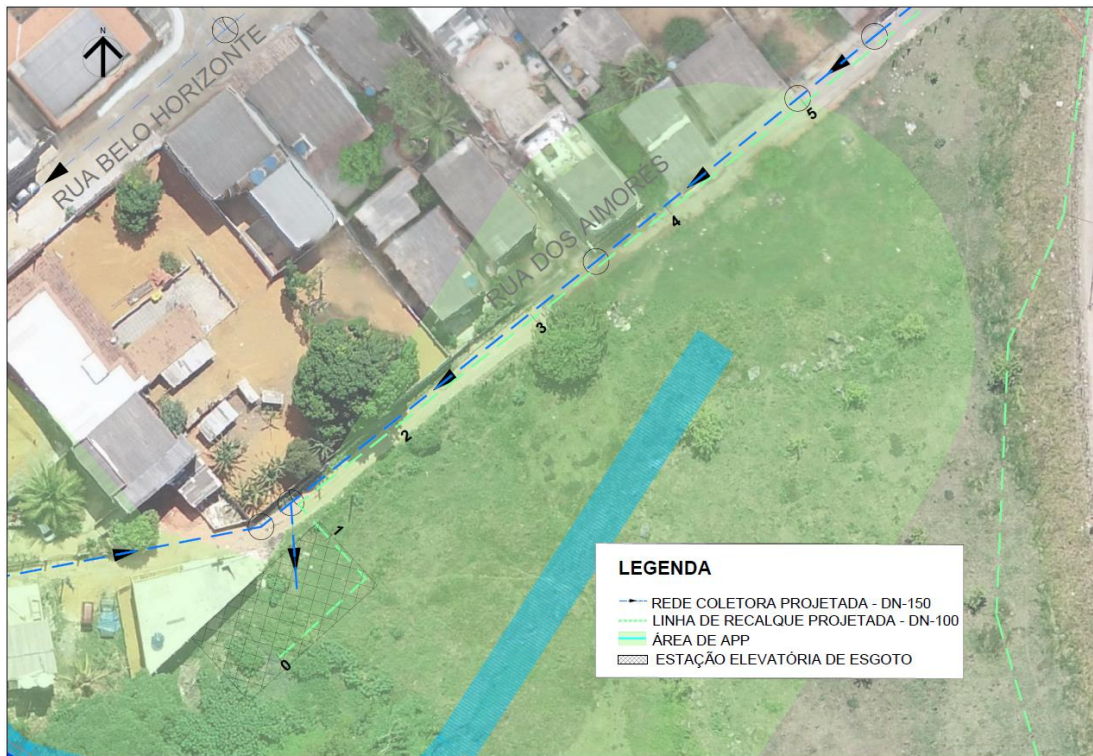 N
RUA BELO HORIZONTE
RUA DOS AIMORÉS
5
4
3
2
1
0
LEGENDA
REDE COLETORA PROJETADA - DN-150
LINHA DE RECALQUE PROJETADA - DN-100
ÁREA DE APP
ESTAÇÃO ELEVATÓRIA DE ESGOTO